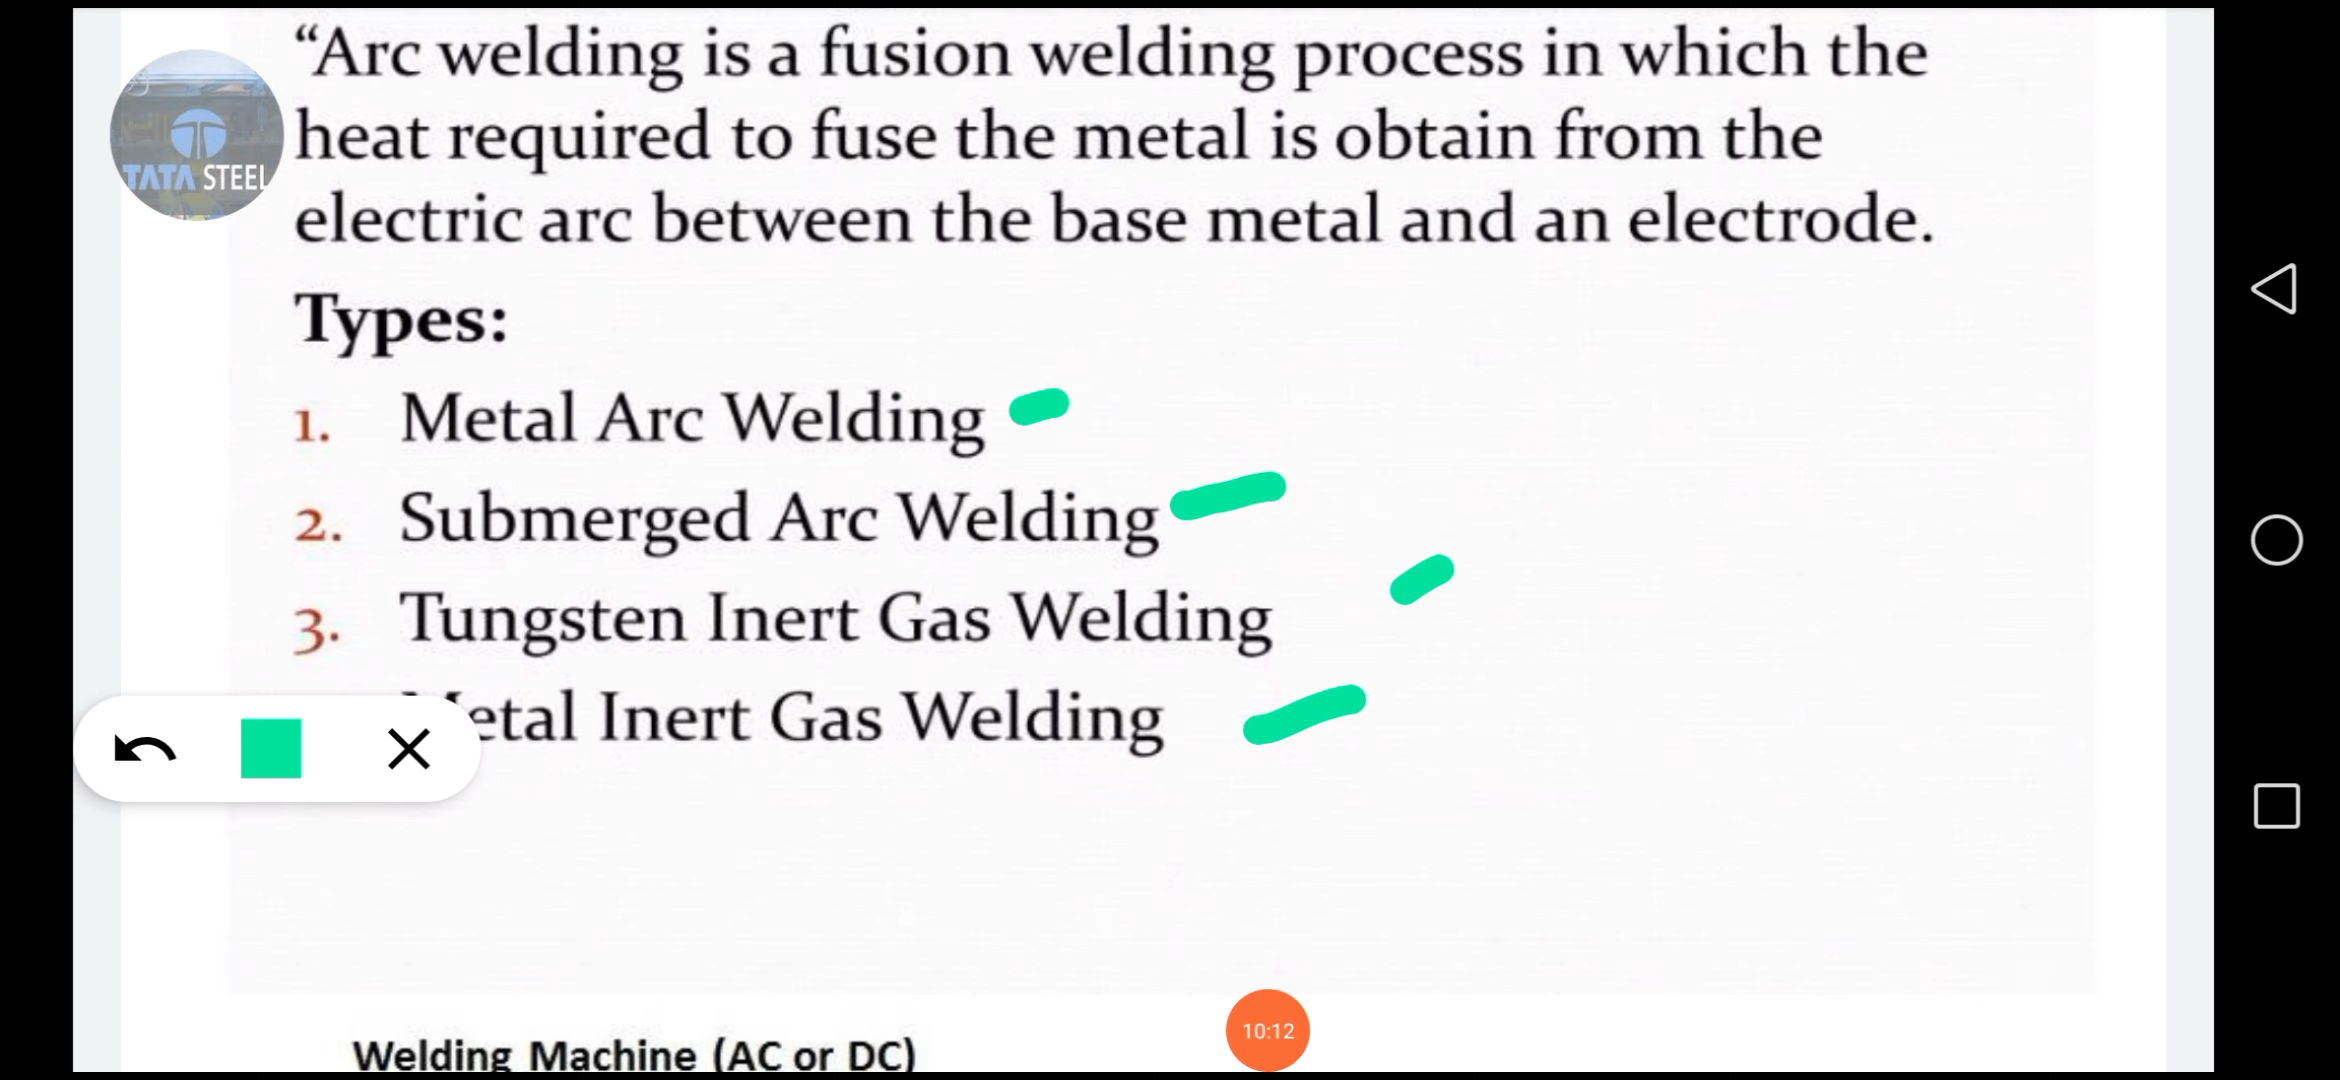 “Arc welding is a fusion welding process in which the
heat required to fuse the metal is obtain from the
electric arc between the base metal and an electrode.
TATA STEEL
Types:
1. Metal Arc Welding
2. Submerged Arc Welding
3. Tungsten Inert Gas Welding
Metal Inert Gas Welding
10:12
Welding Machine (AC or DC)